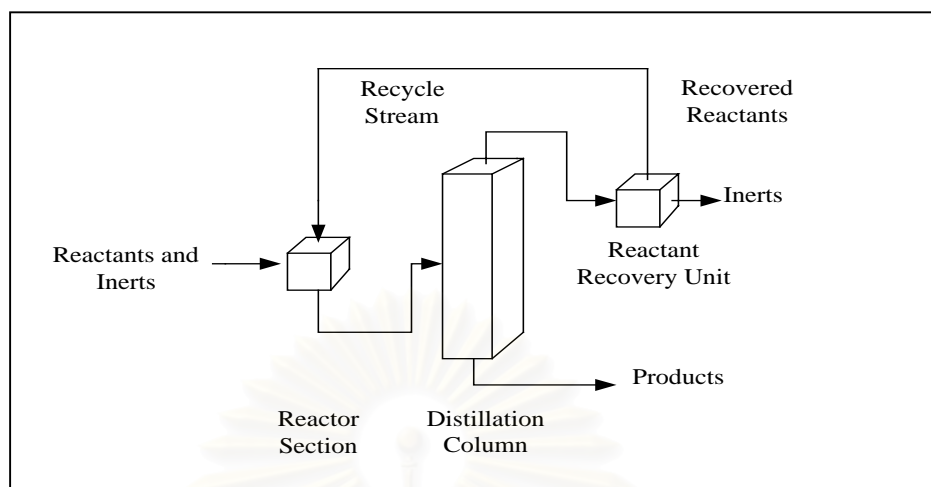 Recycle
Stream
Recovered
Reactants
Reactants and
Inerts
Inerts
Reactant
Recovery Unit
Products
Reactor
Section
Distillation
Column